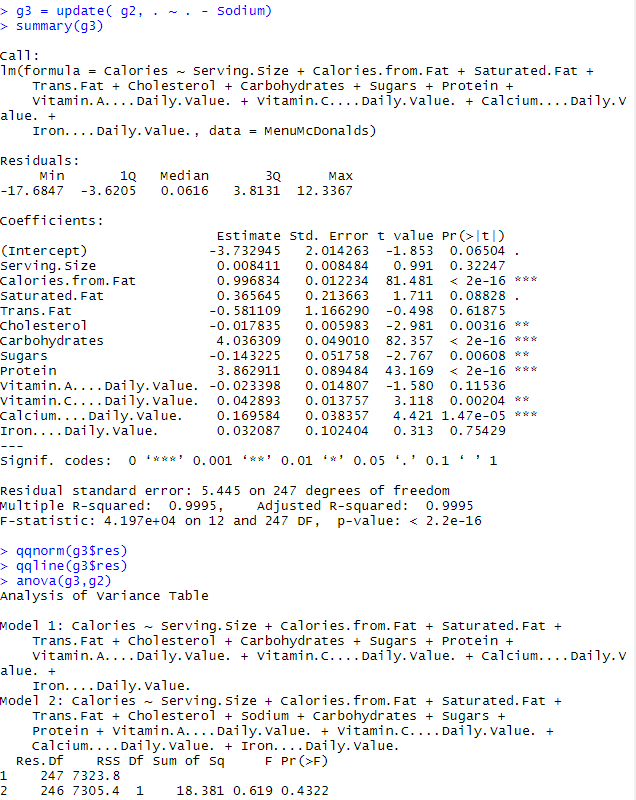 > g3 = update( g2, . ~ . - Sodium)
> summary(g3)
Call:
lm(formula = Calories ~ Serving.Size + Calories.from.Fat + Saturated.Fat +
    Trans.Fat + Cholesterol + Carbohydrates + Sugars + Protein +
    Vitamin.A....Daily.Value. + Vitamin.C....Daily.Value. + Calcium....Daily.V
alue. +
    Iron....Daily.Value., data = MenuMcDonalds)
Residuals:
     Min       1Q   Median       3Q      Max
-17.6847  -3.6205   0.0616   3.8131  12.3367
Coefficients:
                           Estimate Std. Error t value Pr(>|t|)
(Intercept)               -3.732945   2.014263  -1.853  0.06504 .
Serving.Size               0.008411   0.008484   0.991  0.32247
Calories.from.Fat          0.996834   0.012234  81.481  < 2e-16 ***
Saturated.Fat              0.365645   0.213663   1.711  0.08828 .
Trans.Fat                 -0.581109   1.166290  -0.498  0.61875
Cholesterol               -0.017835   0.005983  -2.981  0.00316 **
Carbohydrates              4.036309   0.049010  82.357  < 2e-16 ***
Sugars                    -0.143225   0.051758  -2.767  0.00608 **
Protein                    3.862911   0.089484  43.169  < 2e-16 ***
Vitamin.A....Daily.Value. -0.023398   0.014807  -1.580  0.11536
Vitamin.C....Daily.Value.  0.042893   0.013757   3.118  0.00204 **
Calcium....Daily.Value.    0.169584   0.038357   4.421 1.47e-05 ***
Iron....Daily.Value.       0.032087   0.102404   0.313  0.75429
---
Signif. codes:  0 ‘***’ 0.001 ‘**’ 0.01 ‘*’ 0.05 ‘.’ 0.1 ‘ ’ 1
Residual standard error: 5.445 on 247 degrees of freedom
Multiple R-squared:  0.9995,    Adjusted R-squared:  0.9995
F-statistic: 4.197e+04 on 12 and 247 DF,  p-value: < 2.2e-16
> qqnorm(g3$res)
> qqline(g3$res)
> anova(g3,g2)
Analysis of Variance Table
Model 1: Calories ~ Serving.Size + Calories.from.Fat + Saturated.Fat +
    Trans.Fat + Cholesterol + Carbohydrates + Sugars + Protein +
    Vitamin.A....Daily.Value. + Vitamin.C....Daily.Value. + Calcium....Daily.V
alue. +
    Iron....Daily.Value.
Model 2: Calories ~ Serving.Size + Calories.from.Fat + Saturated.Fat +
    Trans.Fat + Cholesterol + Sodium + Carbohydrates + Sugars +
    Protein + Vitamin.A....Daily.Value. + Vitamin.C....Daily.Value. +
    Calcium....Daily.Value. + Iron....Daily.Value.
  Res.Df    RSS Df Sum of Sq     F Pr(>F)
1    247 7323.8
2    246 7305.4  1    18.381 0.619 0.4322